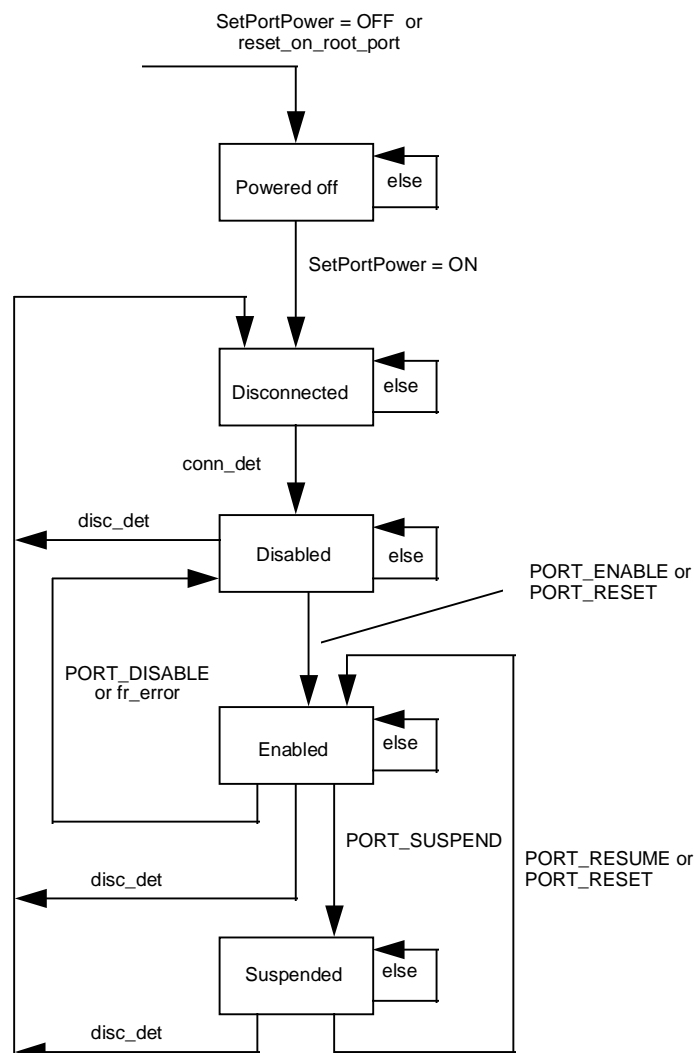 SetPortPower = OFF or
reset_on_root_port
Powered off
else
SetPortPower = ON
Disconnected
else
conn_det
disc_det
Disabled
else
PORT_ENABLE or
PORT_RESET
PORT_DISABLE
or fr_error
Enabled
else
PORT_SUSPEND
PORT_RESUME or
PORT_RESET
disc_det
Suspended
else
disc_det